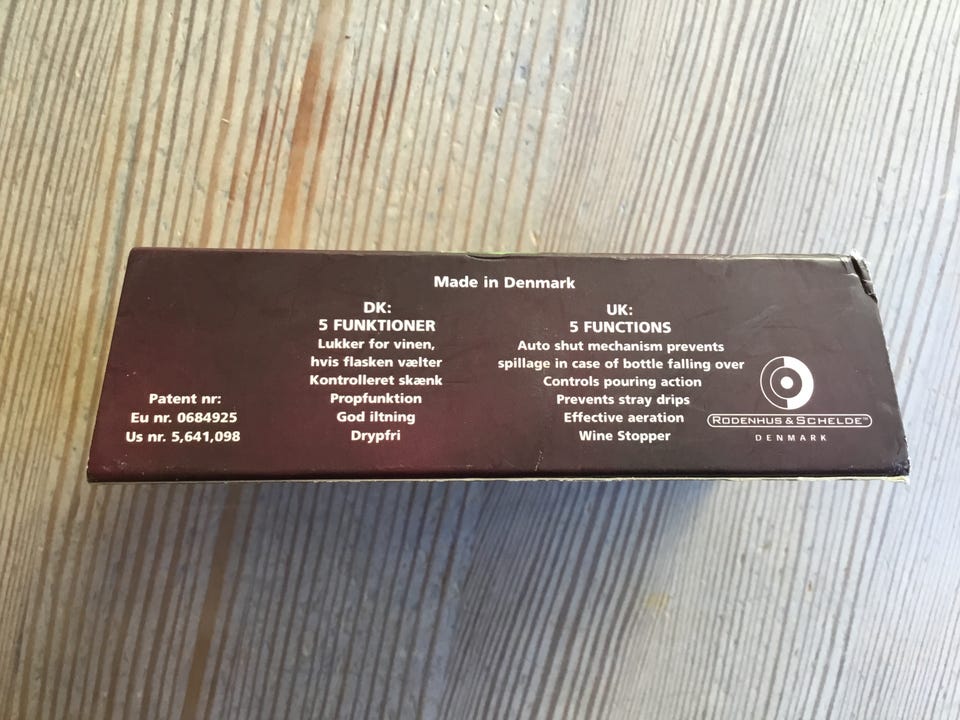 Made in Denmark
Patent nr:
Eu nr. 0684925
Us nr. 5,641,098
DK:
5 FUNKTIONER
Lukker for vinen,
hvis flasken vælter
Kontrolleret skænk
Propfunktion
God iltning
Drypfri
UK:
5 FUNCTIONS
Auto shut mechanism prevents
spillage in case of bottle falling over
Controls pouring action
Prevents stray drips
Effective aeration
Wine Stopper
RODENHUS & SCHELDE™
DENMARK